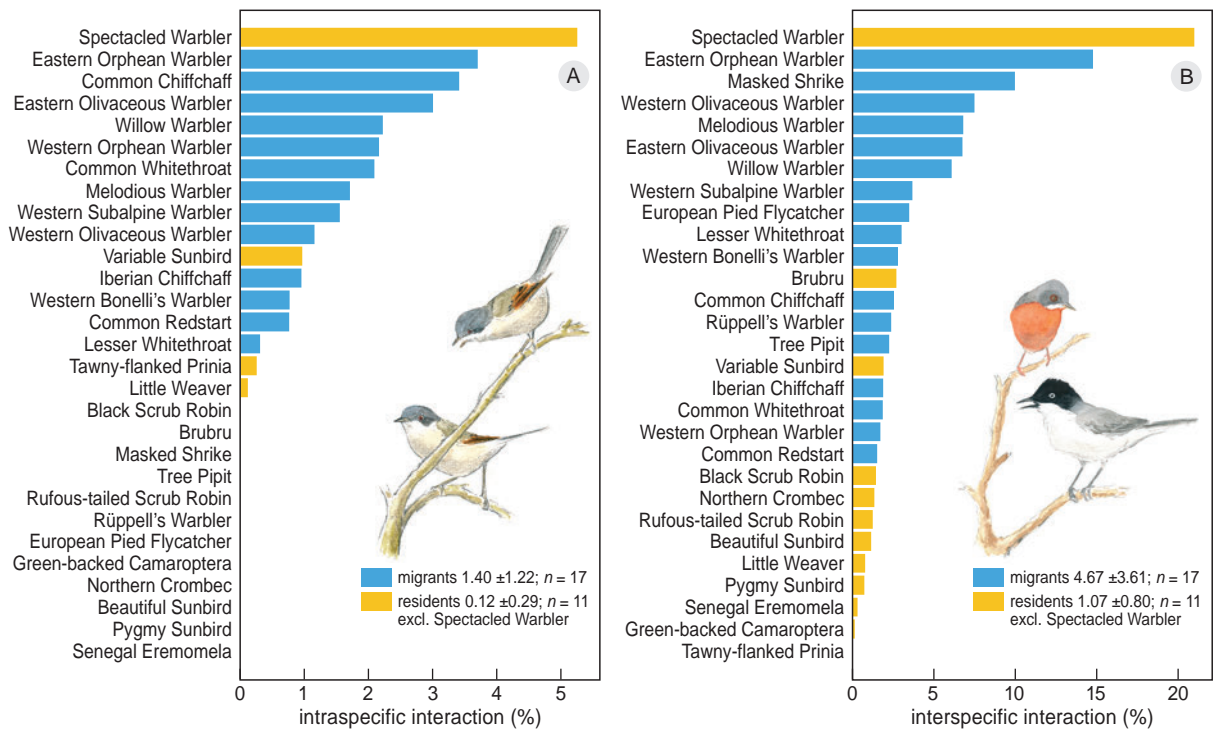 Spectacled Warbler
Eastern Orphean Warbler
Common Chiffchaff
Eastern Olivaceous Warbler
Willow Warbler
Western Orphean Warbler
Common Whitethroat
Melodious Warbler
Western Subalpine Warbler
Western Olivaceous Warbler
Variable Sunbird
Iberian Chiffchaff
Western Bonelli's Warbler
Common Redstart
Lesser Whitethroat
Tawny-flanked Prinia
Little Weaver
Black Scrub Robin
Brubru
Masked Shrike
Tree Pipit
Rufous-tailed Scrub Robin
Rüppell's Warbler
European Pied Flycatcher
Green-backed Camaroptera
Northern Crombec
Beautiful Sunbird
Pygmy Sunbird
Senegal Eremomela
A
migrants 1.40 ±1.22; n = 17
residents 0.12 ±0.29; n = 11
excl. Spectacled Warbler
0 1 2 3 4 5
intraspecific interaction (%)
Spectacled Warbler
Eastern Orphean Warbler
Masked Shrike
Western Olivaceous Warbler
Melodious Warbler
Eastern Olivaceous Warbler
Willow Warbler
Western Subalpine Warbler
European Pied Flycatcher
Lesser Whitethroat
Western Bonelli's Warbler
Brubru
Common Chiffchaff
Rüppell's Warbler
Tree Pipit
Variable Sunbird
Iberian Chiffchaff
Common Whitethroat
Western Orphean Warbler
Common Redstart
Black Scrub Robin
Northern Crombec
Rufous-tailed Scrub Robin
Beautiful Sunbird
Little Weaver
Pygmy Sunbird
Senegal Eremomela
Green-backed Camaroptera
Tawny-flanked Prinia
B
migrants 4.67 ±3.61; n = 17
residents 1.07 ±0.80; n = 11
excl. Spectacled Warbler
0 5 10 15 20
interspecific interaction (%)